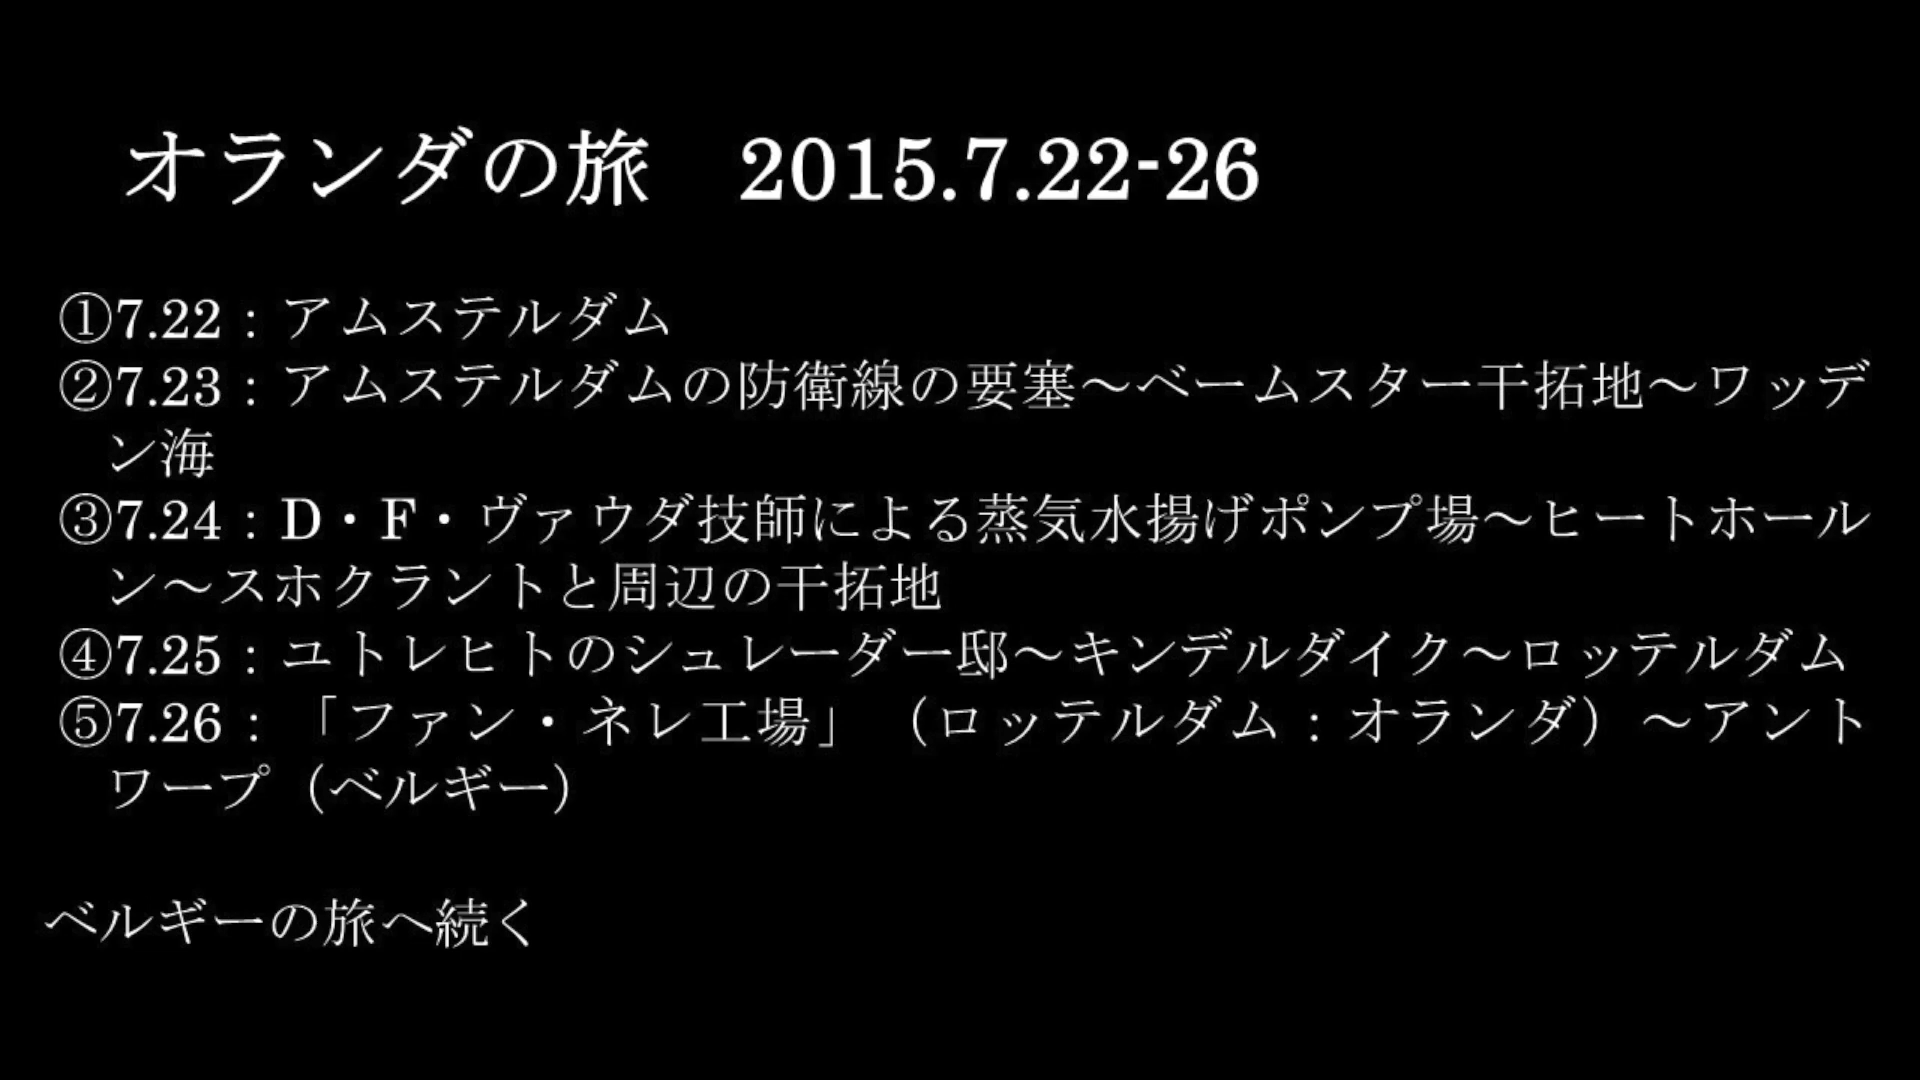 オランダの旅　2015.7.22-26
①7.22：アムステルダム
②7.23：アムステルダムの防衛線の要塞～ベームスター干拓地～ワッデ
ン海
③7.24：D・F・ヴァウダ技師による蒸気水揚げポンプ場～ヒートホール
ン～スホクラントと周辺の干拓地
④7.25：ユトレヒトのシュレーダー邸～キンデルダイク～ロッテルダム
⑤7.26：「ファン・ネレ工場」（ロッテルダム：オランダ）～アント
ワープ（ベルギー）
ベルギーの旅へ続く